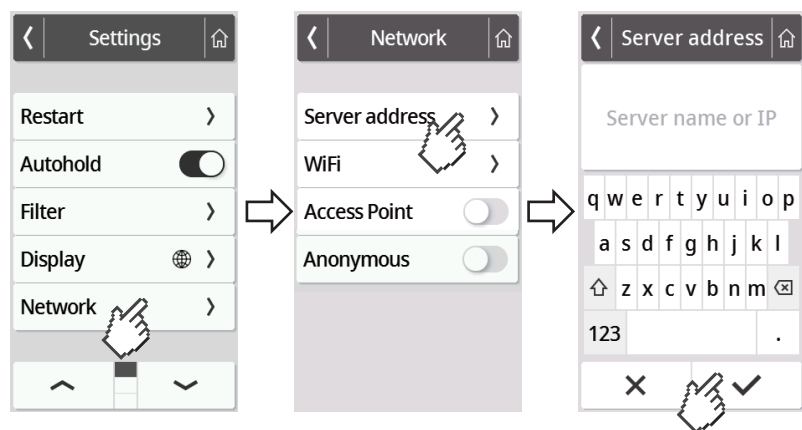 Settings
Restart
Autohold
Filter
Display
Network
Network
Server address
WiFi
Access Point
Anonymous
Server address
Server name or IP
q w e r t y u i o p
a s d f g h j k l
z x c v b n m
123 .